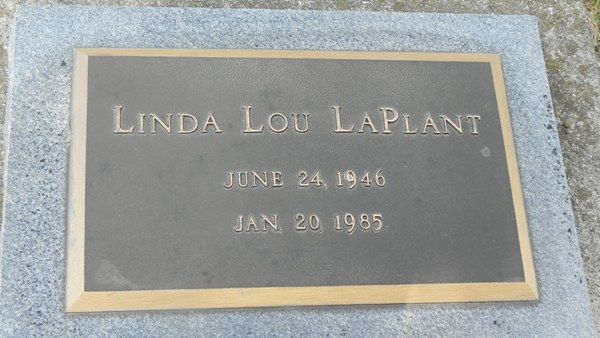 LINDA LOU LAPLANT
JUNE 24, 1946
JAN. 20, 1985